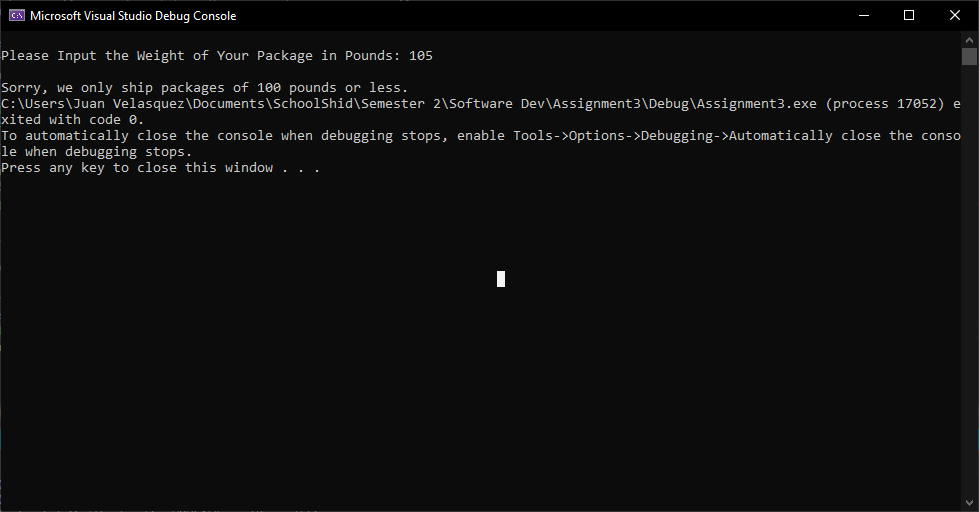 Microsoft Visual Studio Debug Console
Please Input the Weight of Your Package in Pounds: 105
Sorry, we only ship packages of 100 pounds or less.
C:\Users\Juan Velasquez\Documents\SchoolShid\Semester 2\Software Dev\Assignment3\Debug\Assignment3.exe (process 17052) e
xited with code 0.
To automatically close the console when debugging stops, enable Tools->Options->Debugging->Automatically close the conso
le when debugging stops.
Press any key to close this window . . .